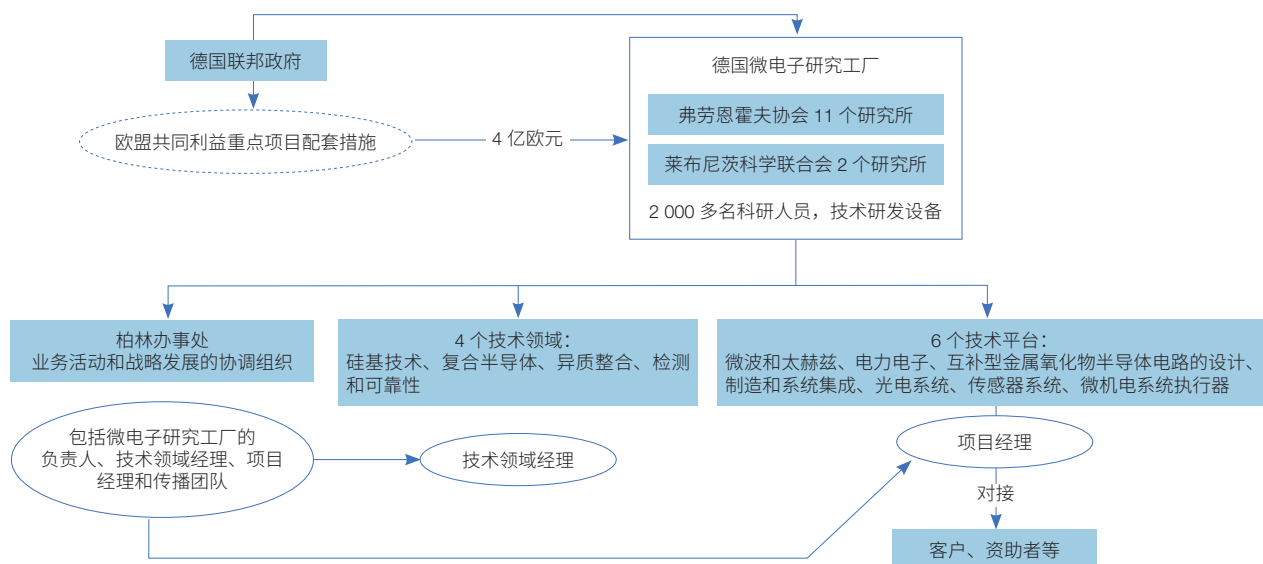 德国联邦政府
欧盟共同利益重点项目配套措施
4 亿欧元
德国微电子研究工厂
弗劳恩霍夫协会 11 个研究所
莱布尼茨科学联合会 2 个研究所
2 000 多名科研人员，技术研发设备
柏林办事处
业务活动和战略发展的协调组织
4 个技术领域：
硅基技术、复合半导体、异质整合、检测
和可靠性
6 个技术平台：
微波和太赫兹、电力电子、互补型金属氧化物半导体电路的设计、
制造和系统集成、光电系统、传感器系统、微机电系统执行器
包括微电子研究工厂的
负责人、技术领域经理、项目
经理和传播团队
技术领域经理
项目经理
对接
客户、资助者等